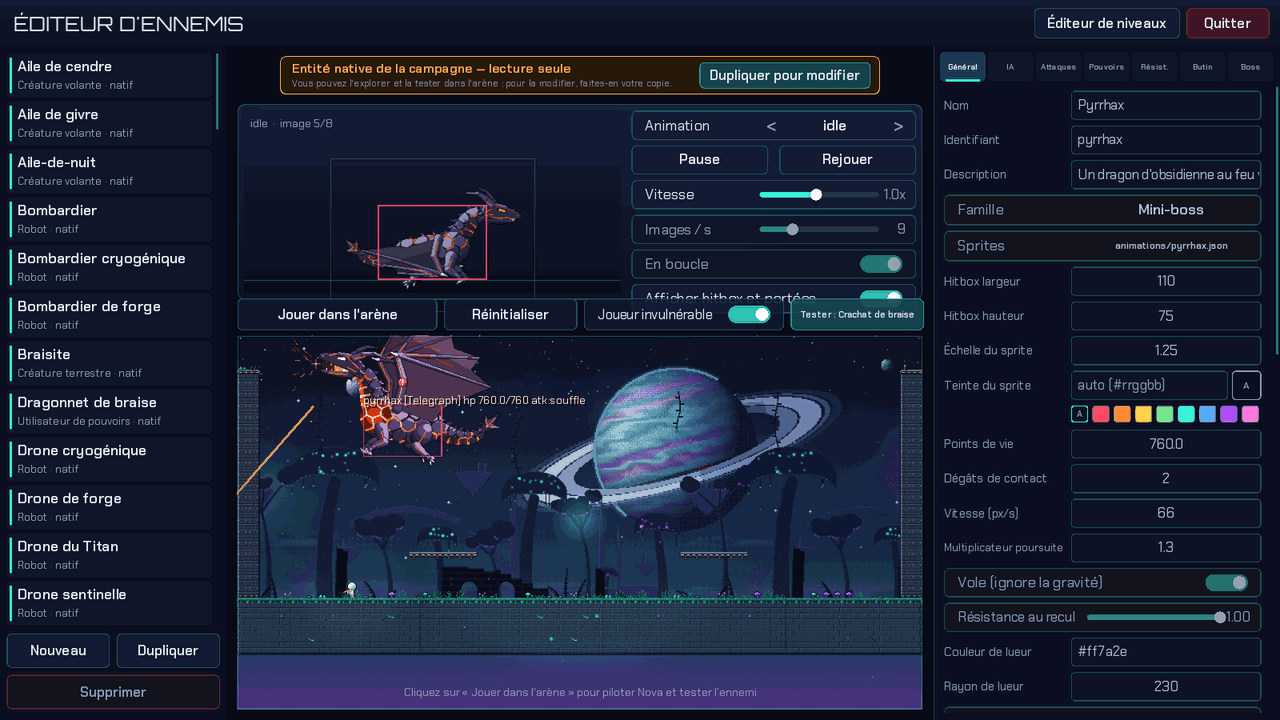 ÉDITEUR D'ENNEMIS
Éditeur de niveaux
Quitter
Aile de cendre
Créature volante · natif
Aile de givre
Créature volante · natif
Aile-de-nuit
Créature volante · natif
Bombardier
Robot · natif
Bombardier cryogénique
Robot · natif
Bombardier de forge
Robot · natif
Braisite
Créature terrestre · natif
Dragonnet de braise
Utilisateur de pouvoirs · natif
Drone cryogénique
Robot · natif
Drone de forge
Robot · natif
Drone du Titan
Robot · natif
Drone sentinelle
Robot · natif
Nouveau
Dupliquer
Supprimer
Entité native de la campagne — lecture seule
Vous pouvez l'explorer et la tester dans l'arène ; pour la modifier, faites-en votre copie.
Dupliquer pour modifier
idle · image 5/8
Animation < idle >
Pause
Rejouer
Vitesse 1.0x
Images / s 9
En boucle
Afficher hitbox et portées
Jouer dans l'arène
Réinitialiser
Joueur invulnérable
Tester : Crachat de braise
pyrrhax [Telegraph] hp 760.0/760 atk souffle
Cliquez sur « Jouer dans l'arène » pour piloter Nova et tester l'ennemi
Général
IA
Attaques
Pouvoirs
Résist.
Butin
Boss
Nom Pyrrhax
Identifiant pyrrhax
Description Un dragon d'obsidienne au feu
Famille Mini-boss
Sprites animations/pyrrhax.json
Hitbox largeur 110
Hitbox hauteur 75
Échelle du sprite 1.25
Teinte du sprite auto (#rrggbb) A
A
Points de vie 760.0
Dégâts de contact 2
Vitesse (px/s) 66
Multiplicateur poursuite 1.3
Vole (ignore la gravité)
Résistance au recul 1.00
Couleur de lueur #ff7a2e
Rayon de lueur 230